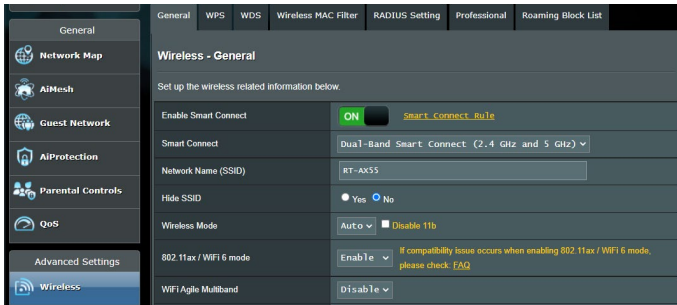 General WPS WDS Wireless MAC Filter RADIUS Setting Professional Roaming Block List
General
Network Map
AiMesh
Guest Network
AiProtection
Parental Controls
QoS
Advanced Settings
Wireless
Wireless - General
Set up the wireless related information below.
Enable Smart Connect ON Smart Connect Rule
Smart Connect Dual-Band Smart Connect (2.4 GHz and 5 GHz)
Network Name (SSID) RT-AX55
Hide SSID Yes No
Wireless Mode Auto Disable 11b
802.11ax / WiFi 6 mode Enable If compatibility issue occurs when enabling 802.11ax / WiFi 6 mode,
please check: FAQ
WiFi Agile Multiband Disable